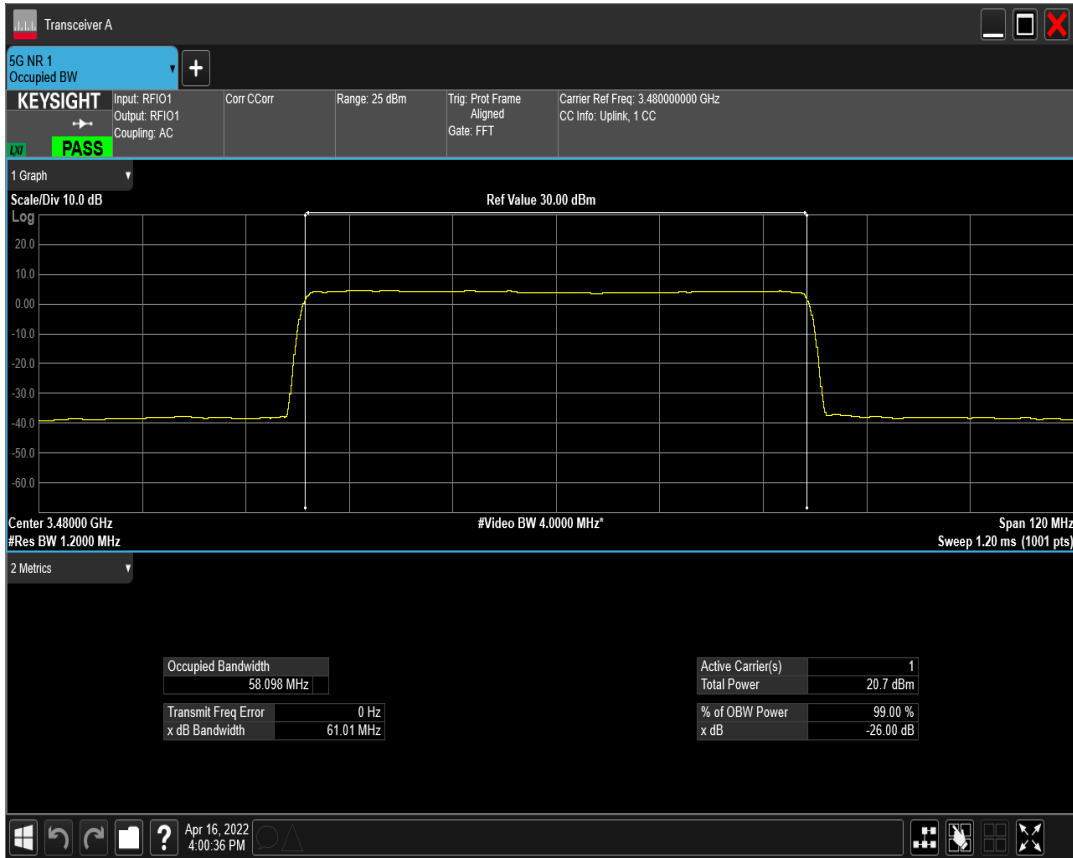 Transceiver A
5G NR 1
Occupied BW
KEYSIGHT
LXI
PASS
Input: RFIO1
Output: RFIO1
Coupling: AC
Corr CCorr
Range: 25 dBm
Trig: Prot Frame
Aligned
Gate: FFT
Carrier Ref Freq: 3.480000000 GHz
CC Info: Uplink, 1 CC
1 Graph
Scale/Div 10.0 dB
Ref Value 30.00 dBm
Log
20.0
10.0
0.00
-10.0
-20.0
-30.0
-40.0
-50.0
-60.0
Center 3.48000 GHz
#Video BW 4.0000 MHz*
Span 120 MHz
#Res BW 1.2000 MHz
Sweep 1.20 ms (1001 pts)
2 Metrics
Occupied Bandwidth
58.098 MHz
Transmit Freq Error 0 Hz
x dB Bandwidth 61.01 MHz
Active Carrier(s) 1
Total Power 20.7 dBm
% of OBW Power 99.00 %
x dB -26.00 dB
Apr 16, 2022
4:00:36 PM